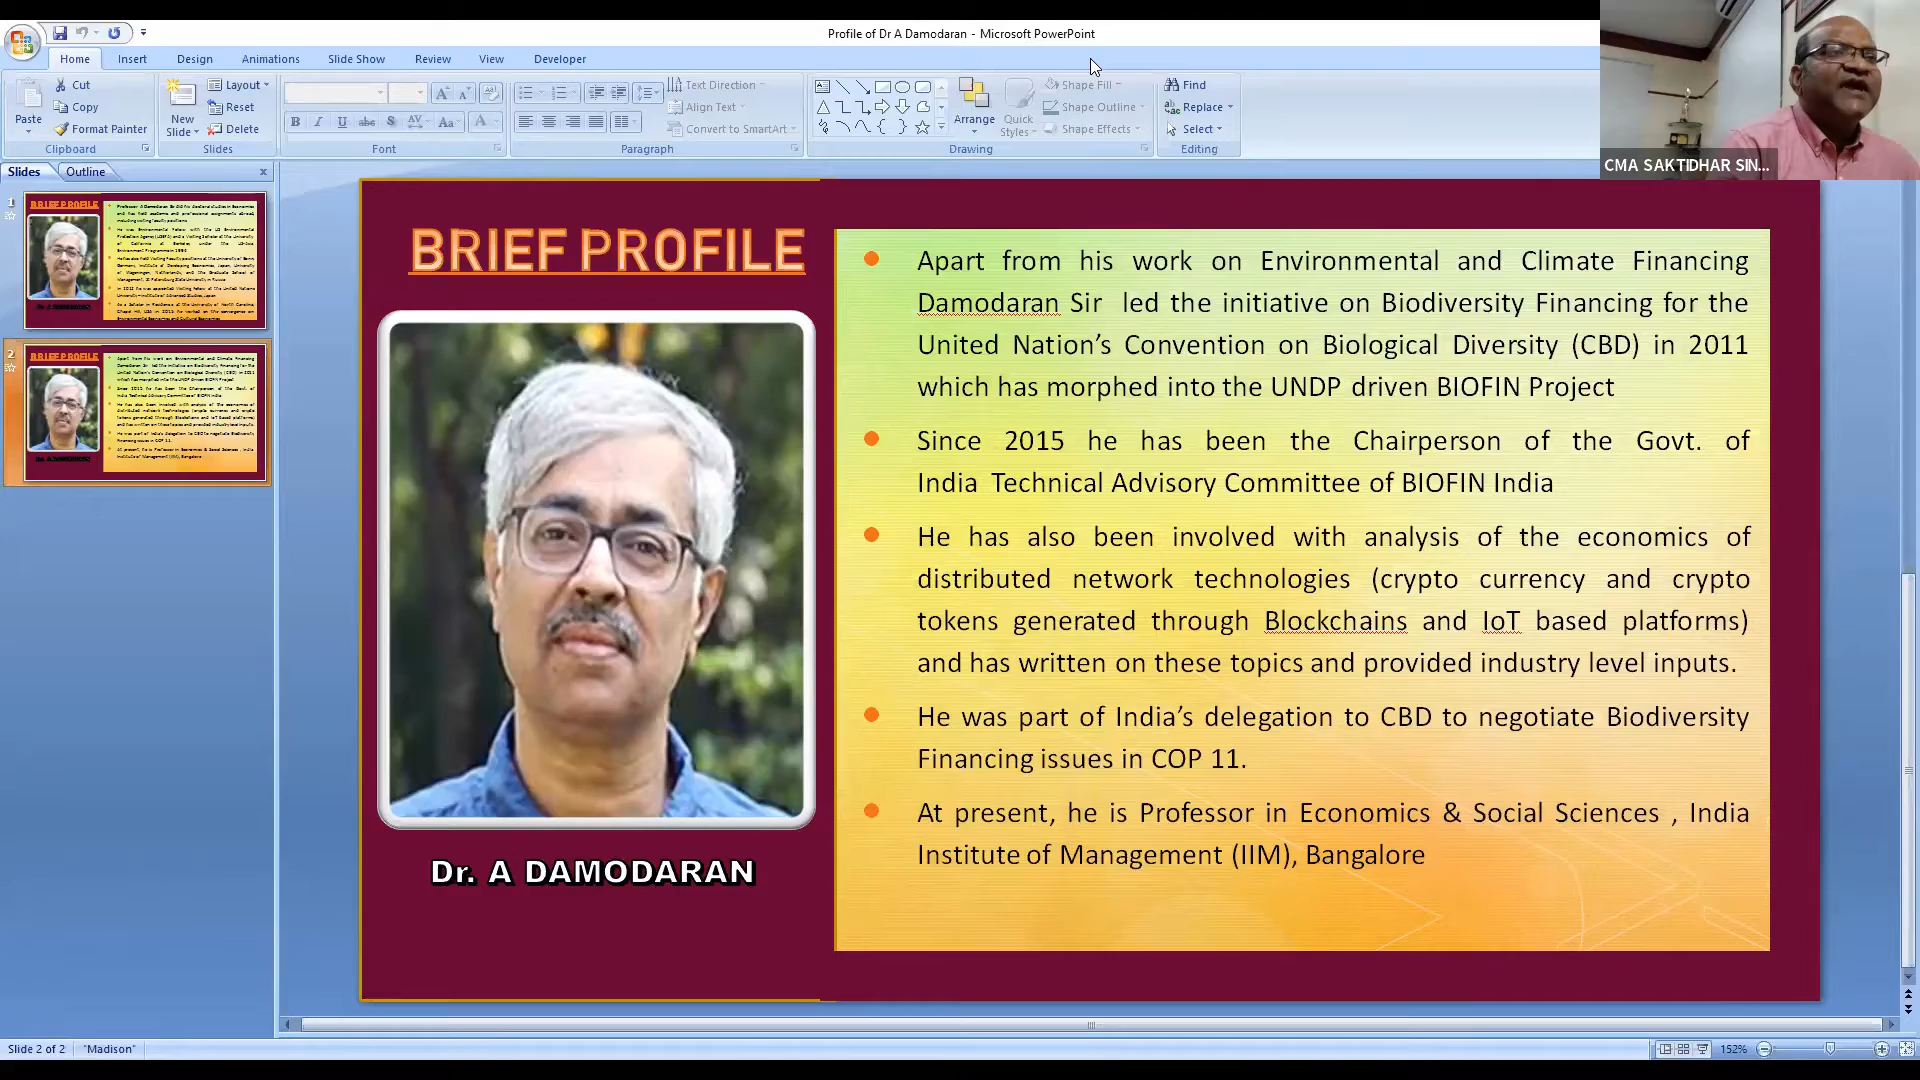 Profile of Dr A Damodaran - Microsoft PowerPoint
Home Insert Design Animations Slide Show Review View Developer
Cut
Copy
Format Painter
Paste
Clipboard
New
Slide
Layout
Reset
Delete
Slides
Font
Text Direction
Align Text
Convert to SmartArt
Paragraph
Arrange
Quick
Styles
Shape Fill
Shape Outline
Shape Effects
Drawing
Find
Replace
Select
Editing
CMA SAKTIDHAR SIN...
Slides Outline
1
BRIEF PROFILE
2
BRIEF PROFILE
BRIEF PROFILE
Dr. A DAMODARAN
Apart from his work on Environmental and Climate Financing
Damodaran Sir led the initiative on Biodiversity Financing for the
United Nation's Convention on Biological Diversity (CBD) in 2011
which has morphed into the UNDP driven BIOFIN Project
Since 2015 he has been the Chairperson of the Govt. of
India Technical Advisory Committee of BIOFIN India
He has also been involved with analysis of the economics of
distributed network technologies (crypto currency and crypto
tokens generated through Blockchains and IoT based platforms)
and has written on these topics and provided industry level inputs.
He was part of India's delegation to CBD to negotiate Biodiversity
Financing issues in COP 11.
At present, he is Professor in Economics & Social Sciences , India
Institute of Management (IIM), Bangalore
Slide 2 of 2 "Madison" 152%